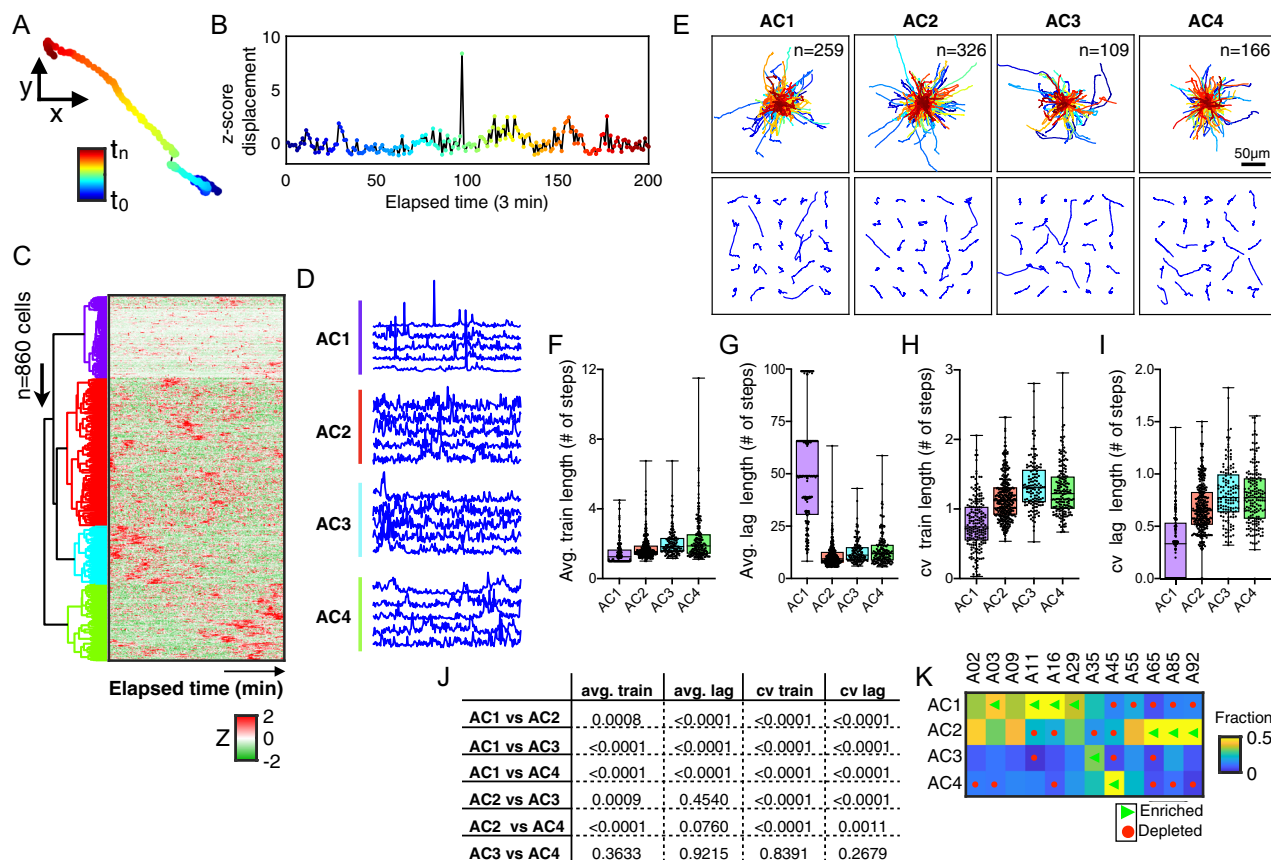 A
y
x
tn
t0
B
z-score
displacement
10
5
0
0 50 100 150 200
Elapsed time (3 min)
C
n=860 cells
Elapsed time (min)
Z
2
0
-2
D
AC1
AC2
AC3
AC4
E
AC1 AC2 AC3 AC4
n=259 n=326 n=109 n=166
50µm
F
Avg. train length (# of steps)
12
8
4
0
AC1 AC2 AC3 AC4
G
Avg. lag length (# of steps)
100
75
50
25
0
AC1 AC2 AC3 AC4
H
cv train length (# of steps)
3
2
1
0
AC1 AC2 AC3 AC4
I
cv lag length (# of steps)
2.0
1.5
1.0
0.5
0
AC1 AC2 AC3 AC4
J
avg. train avg. lag cv train cv lag
AC1 vs AC2 0.0008 <0.0001 <0.0001 <0.0001
AC1 vs AC3 <0.0001 <0.0001 <0.0001 <0.0001
AC1 vs AC4 <0.0001 <0.0001 <0.0001 <0.0001
AC2 vs AC3 0.0009 0.4540 <0.0001 <0.0001
AC2 vs AC4 <0.0001 0.0760 <0.0001 0.0011
AC3 vs AC4 0.3633 0.9215 0.8391 0.2679
K
A02 A03 A09 A11 A16 A29 A35 A45 A55 A65 A85 A92
AC1
AC2
AC3
AC4
Fraction
0.5
0
Enriched
Depleted